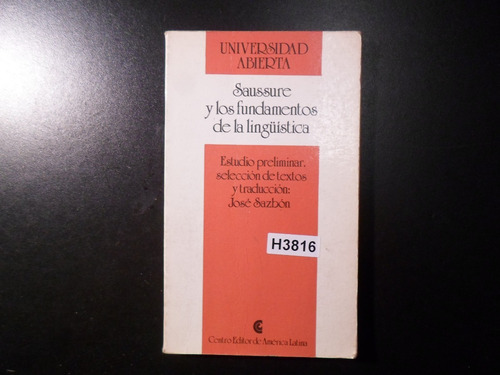 UNIVERSIDAD
ABIERTA
Saussure
y los fundamentos
de la lingüística
Estudio preliminar,
selección de textos
y traducción:
José Sazbón
H3816
Centro Editor de América Latina